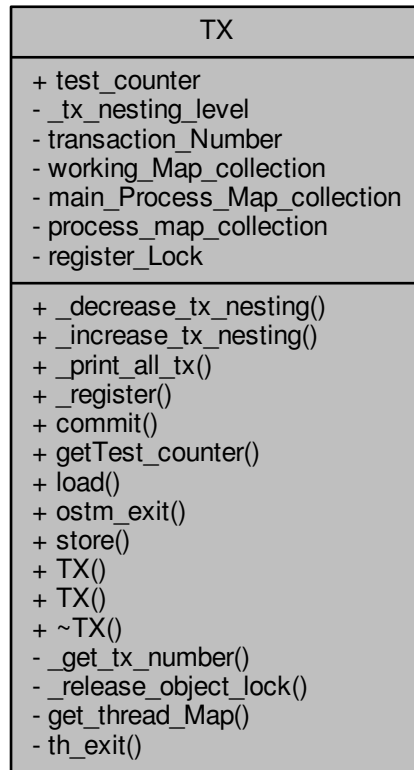 TX
+ test_counter
- _tx_nesting_level
- transaction_Number
- working_Map_collection
- main_Process_Map_collection
- process_map_collection
- register_Lock
+ _decrease_tx_nesting()
+ _increase_tx_nesting()
+ _print_all_tx()
+ _register()
+ commit()
+ getTest_counter()
+ load()
+ ostm_exit()
+ store()
+ TX()
+ TX()
+ ~TX()
- _get_tx_number()
- _release_object_lock()
- get_thread_Map()
- th_exit()